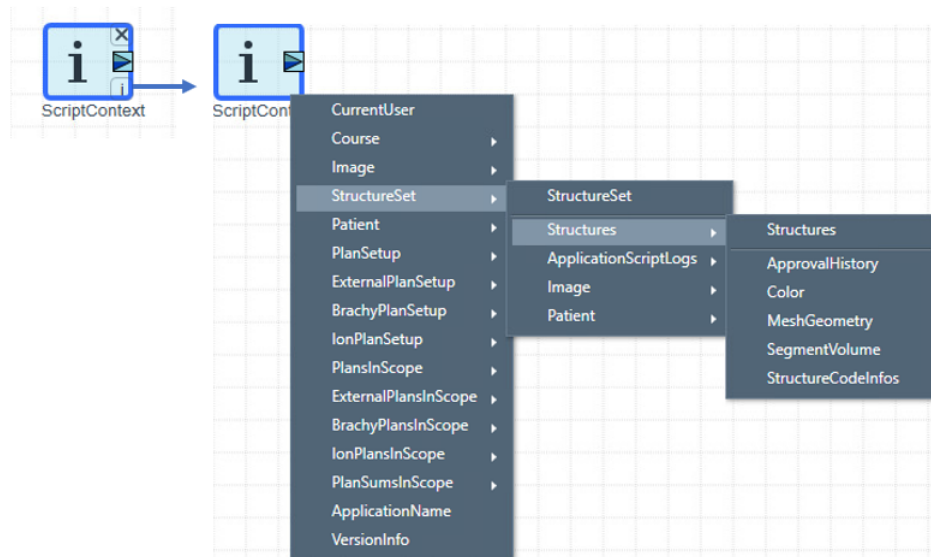 i
i
ScriptContext
i
ScriptCont
CurrentUser
Course
Image
StructureSet
Patient
PlanSetup
ExternalPlanSetup
BrachyPlanSetup
IonPlanSetup
PlansInScope
ExternalPlansInScope
BrachyPlansInScope
IonPlansInScope
PlanSumsInScope
ApplicationName
VersionInfo
StructureSet
Structures
ApplicationScriptLogs
Image
Patient
Structures
ApprovalHistory
Color
MeshGeometry
SegmentVolume
StructureCodeInfos